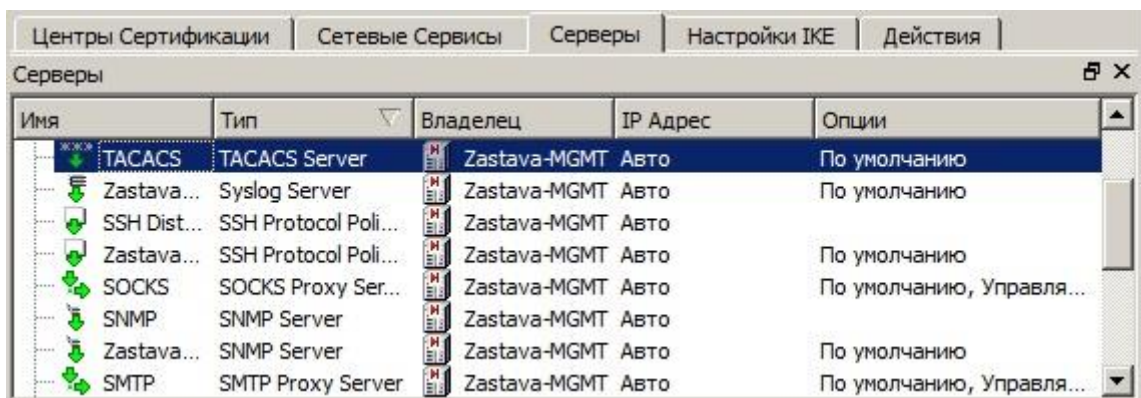 Центры Сертификации Сетевые Сервисы Серверы Настройки IKE Действия
Серверы
Имя Тип Владелец IP Адрес Опции
TACACS TACACS Server Zastava-MGMT Авто По умолчанию
Zastava... Syslog Server Zastava-MGMT Авто По умолчанию
SSH Dist... SSH Protocol Poli... Zastava-MGMT Авто
Zastava... SSH Protocol Poli... Zastava-MGMT Авто По умолчанию
SOCKS SOCKS Proxy Ser... Zastava-MGMT Авто По умолчанию, Управля...
SNMP SNMP Server Zastava-MGMT Авто
Zastava... SNMP Server Zastava-MGMT Авто По умолчанию
SMTP SMTP Proxy Server Zastava-MGMT Авто По умолчанию, Управля...